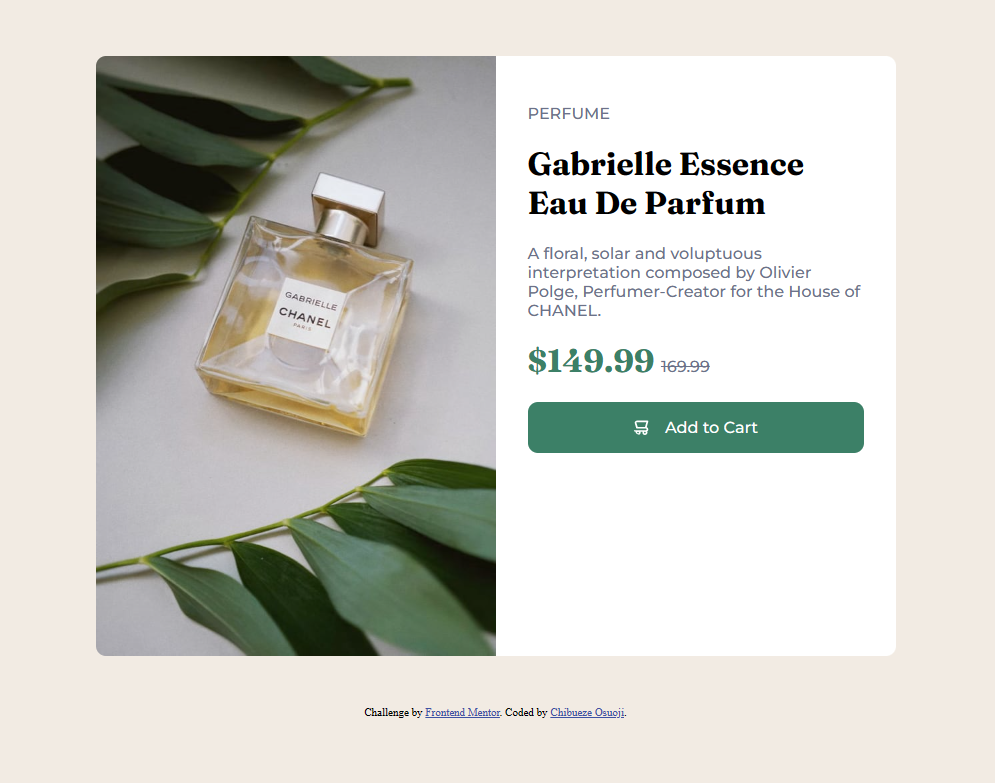 GABRIELLE
CHANEL
PARIS
PERFUME
Gabrielle Essence
Eau De Parfum
A floral, solar and voluptuous
interpretation composed by Olivier
Polge, Perfumer-Creator for the House of
CHANEL.
$149.99 169.99
Add to Cart
Challenge by Frontend Mentor. Coded by Chibueze Osuoji.